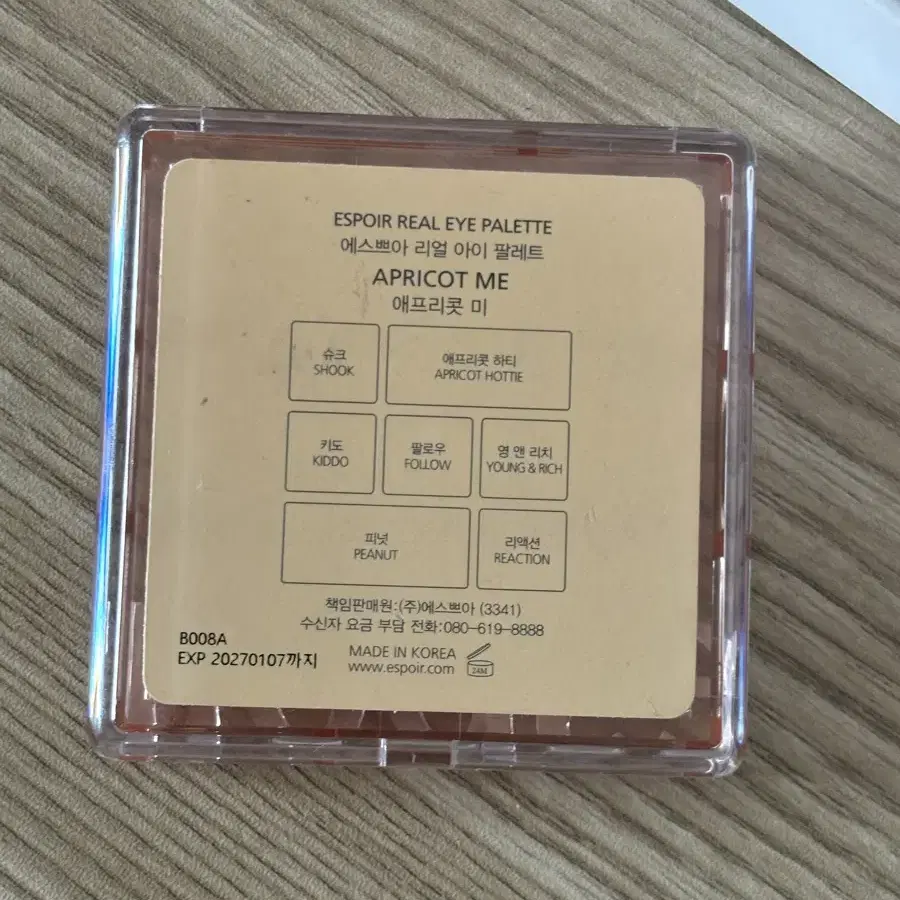 ESPOIR REAL EYE PALETTE
에스쁘아 리얼 아이 팔레트
APRICOT ME
애프리콧 미
슈크
SHOOK
애프리콧 하티
APRICOT HOTTIE
키도
KIDDO
팔로우
FOLLOW
영 앤 리치
YOUNG & RICH
피넛
PEANUT
리액션
REACTION
책임판매원:(주)에스쁘아 (3341)
수신자 요금 부담 전화:080-619-8888
B008A
EXP 20270107까지
MADE IN KOREA
www.espoir.com
24M